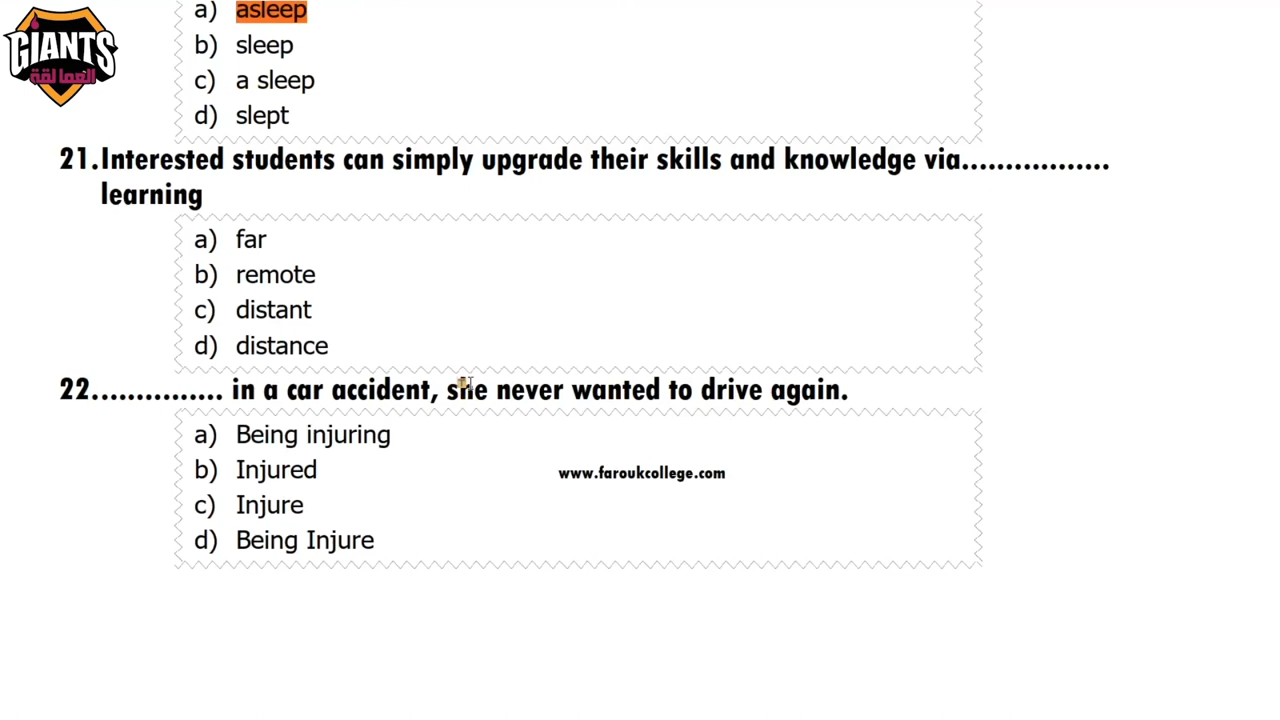 GIANTS
العمالقة
a) asleep
b) sleep
c) a sleep
d) slept
21.Interested students can simply upgrade their skills and knowledge via.................
learning
a) far
b) remote
c) distant
d) distance
22............... in a car accident, she never wanted to drive again.
a) Being injuring
b) Injured
www.faroukcollege.com
c) Injure
d) Being Injure